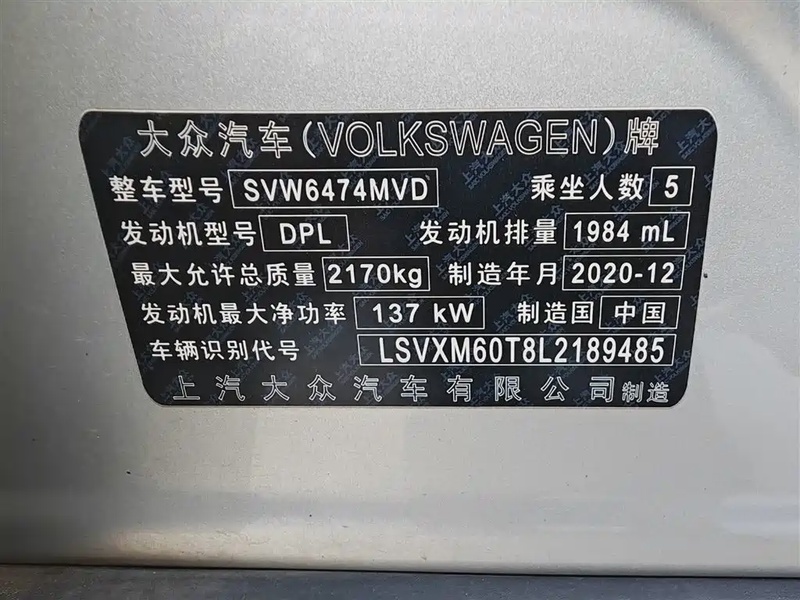 大众汽车(VOLKSWAGEN)牌
整车型号 SVW6474MVD 乘坐人数 5
发动机型号 DPL 发动机排量 1984 mL
最大允许总质量 2170kg 制造年月 2020-12
发动机最大净功率 137 kW 制造国 中国
车辆识别代号 LSVXM60T8L2189485
上汽大众汽车有限公司制造